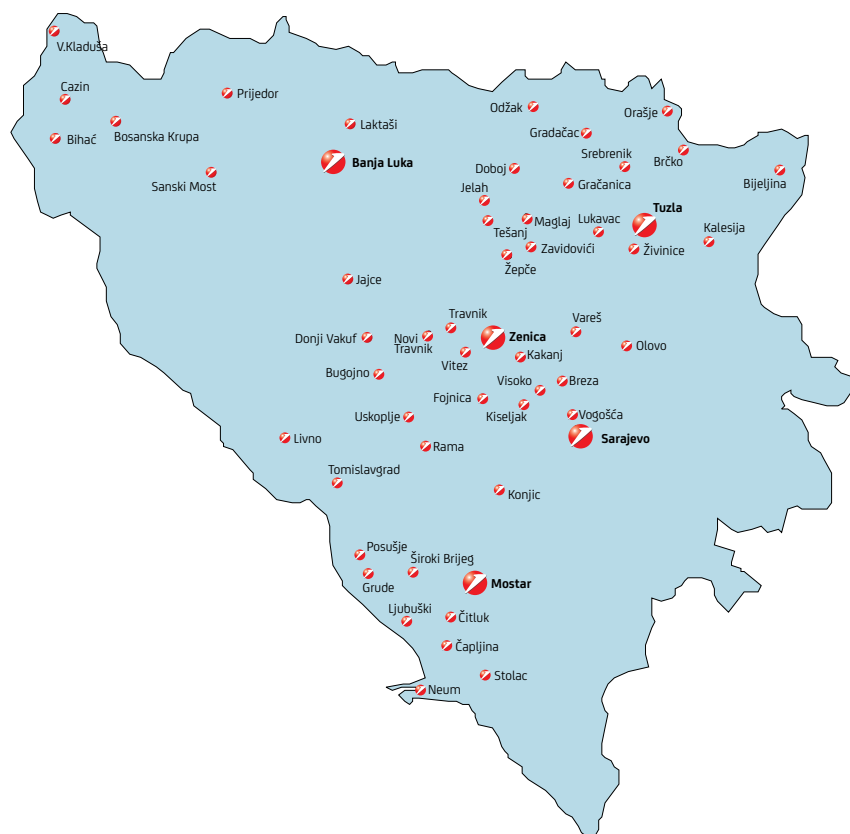 V.Kladuša
Cazin
Prijedor
Bosanska Krupa
Bihać
Laktaši
Banja Luka
Sanski Most
Odžak
Orašje
Gradačac
Srebrenik
Brčko
Doboj
Bijeljina
Jelah
Gračanica
Tuzla
Tešanj
Maglaj
Lukavac
Kalesija
Zavidovići
Živinice
Žepče
Jajce
Travnik
Vareš
Donji Vakuf
Novi
Travnik
Zenica
Olovo
Vitez
Kakanj
Bugojno
Visoko
Breza
Fojnica
Kiseljak
Uskoplje
Vogošća
Livno
Sarajevo
Rama
Tomislavgrad
Konjic
Posušje
Široki Brijeg
Grude
Mostar
Ljubuški
Čitluk
Čapljina
Stolac
Neum